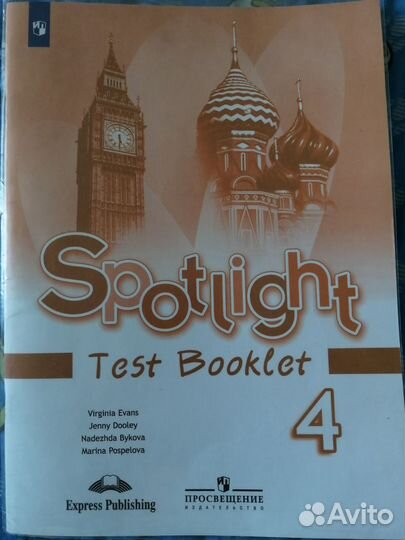 Spotlight
Test Booklet
4
Virginia Evans
Jenny Dooley
Nadezhda Bykova
Marina Pospelova
Express Publishing
ПРОСВЕЩЕНИЕ
ИЗДАТЕЛЬСТВО
Avito